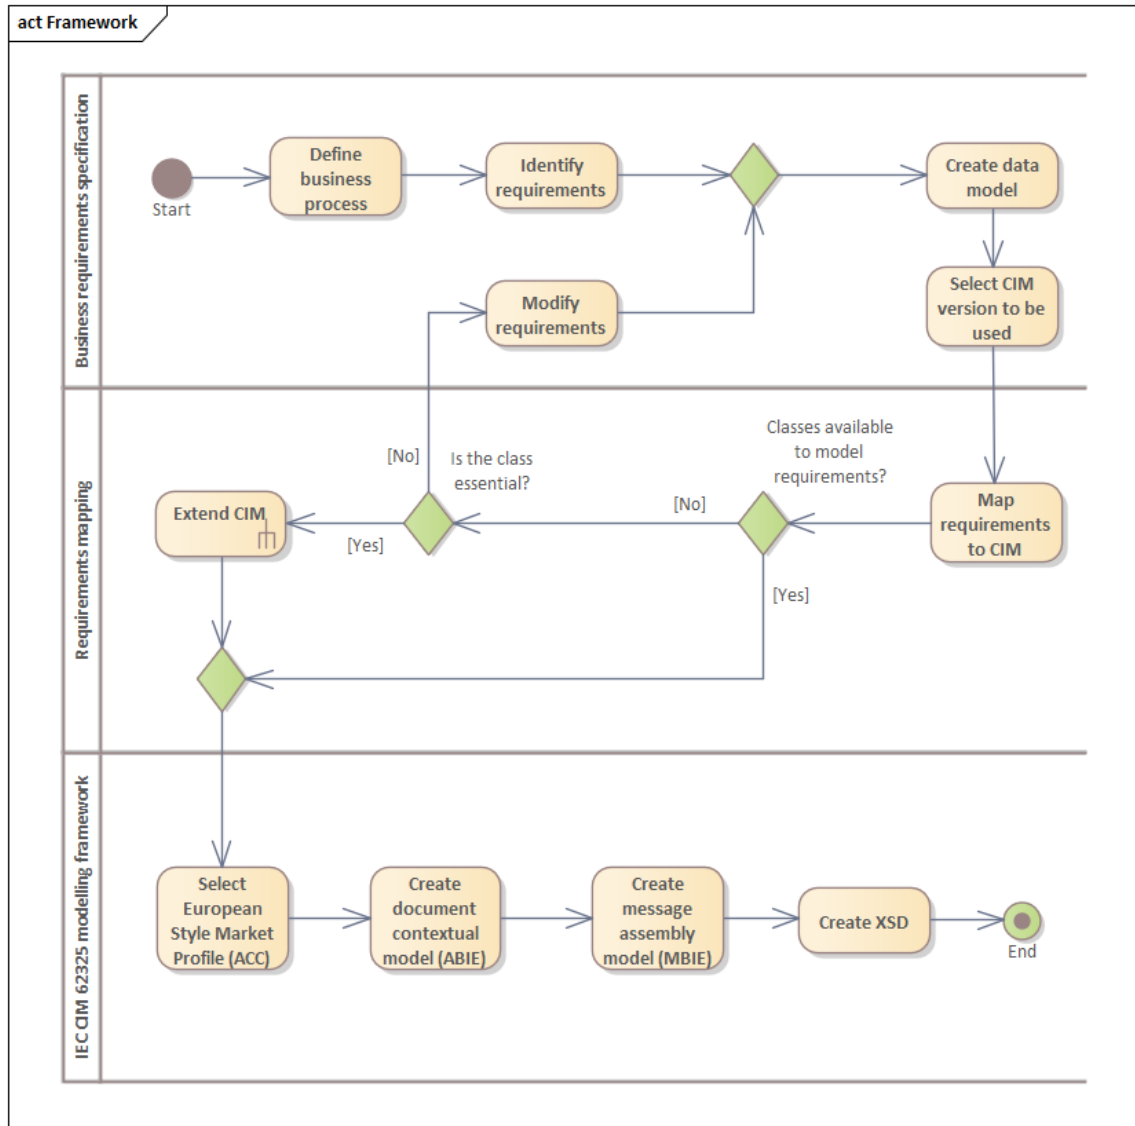 act Framework
Business requirements specification
Start
Define
business
process
Identify
requirements
Create data
model
Modify
requirements
Select CIM
version to be
used
Requirements mapping
[No]
Is the class
essential?
Classes available
to model
requirements?
Extend CIM
[Yes]
[No]
Map
requirements
to CIM
[Yes]
IEC CIM 62325 modelling framework
Select
European
Style Market
Profile (ACC)
Create
document
contextual
model (ABIE)
Create
message
assembly
model (MBIE)
Create XSD
End